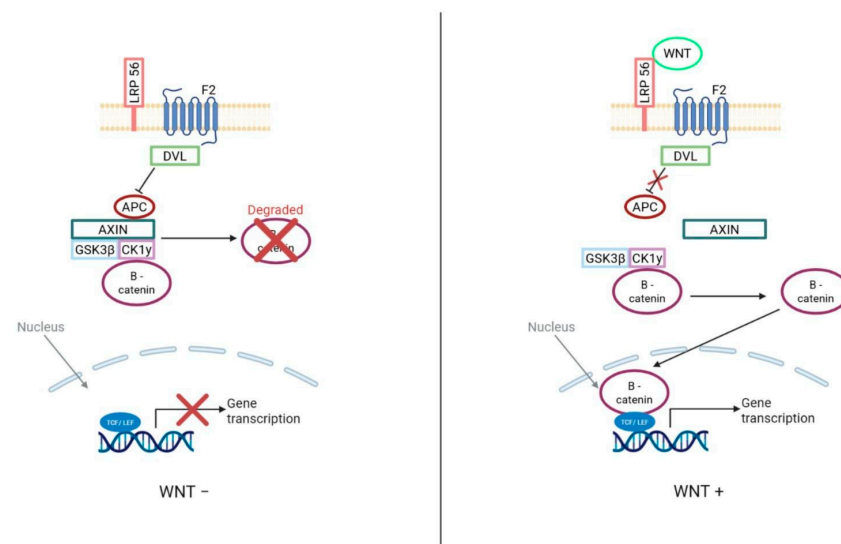 LRP 56
F2
DVL
APC
AXIN
GSK3β CK1y
B -
catenin
Degraded
catenin
Nucleus
TCF/ LEF
Gene
transcription
WNT –
WNT
LRP 56
F2
DVL
APC
AXIN
GSK3β CK1y
B -
catenin
B -
catenin
Nucleus
B -
catenin
TCF/ LEF
Gene
transcription
WNT +